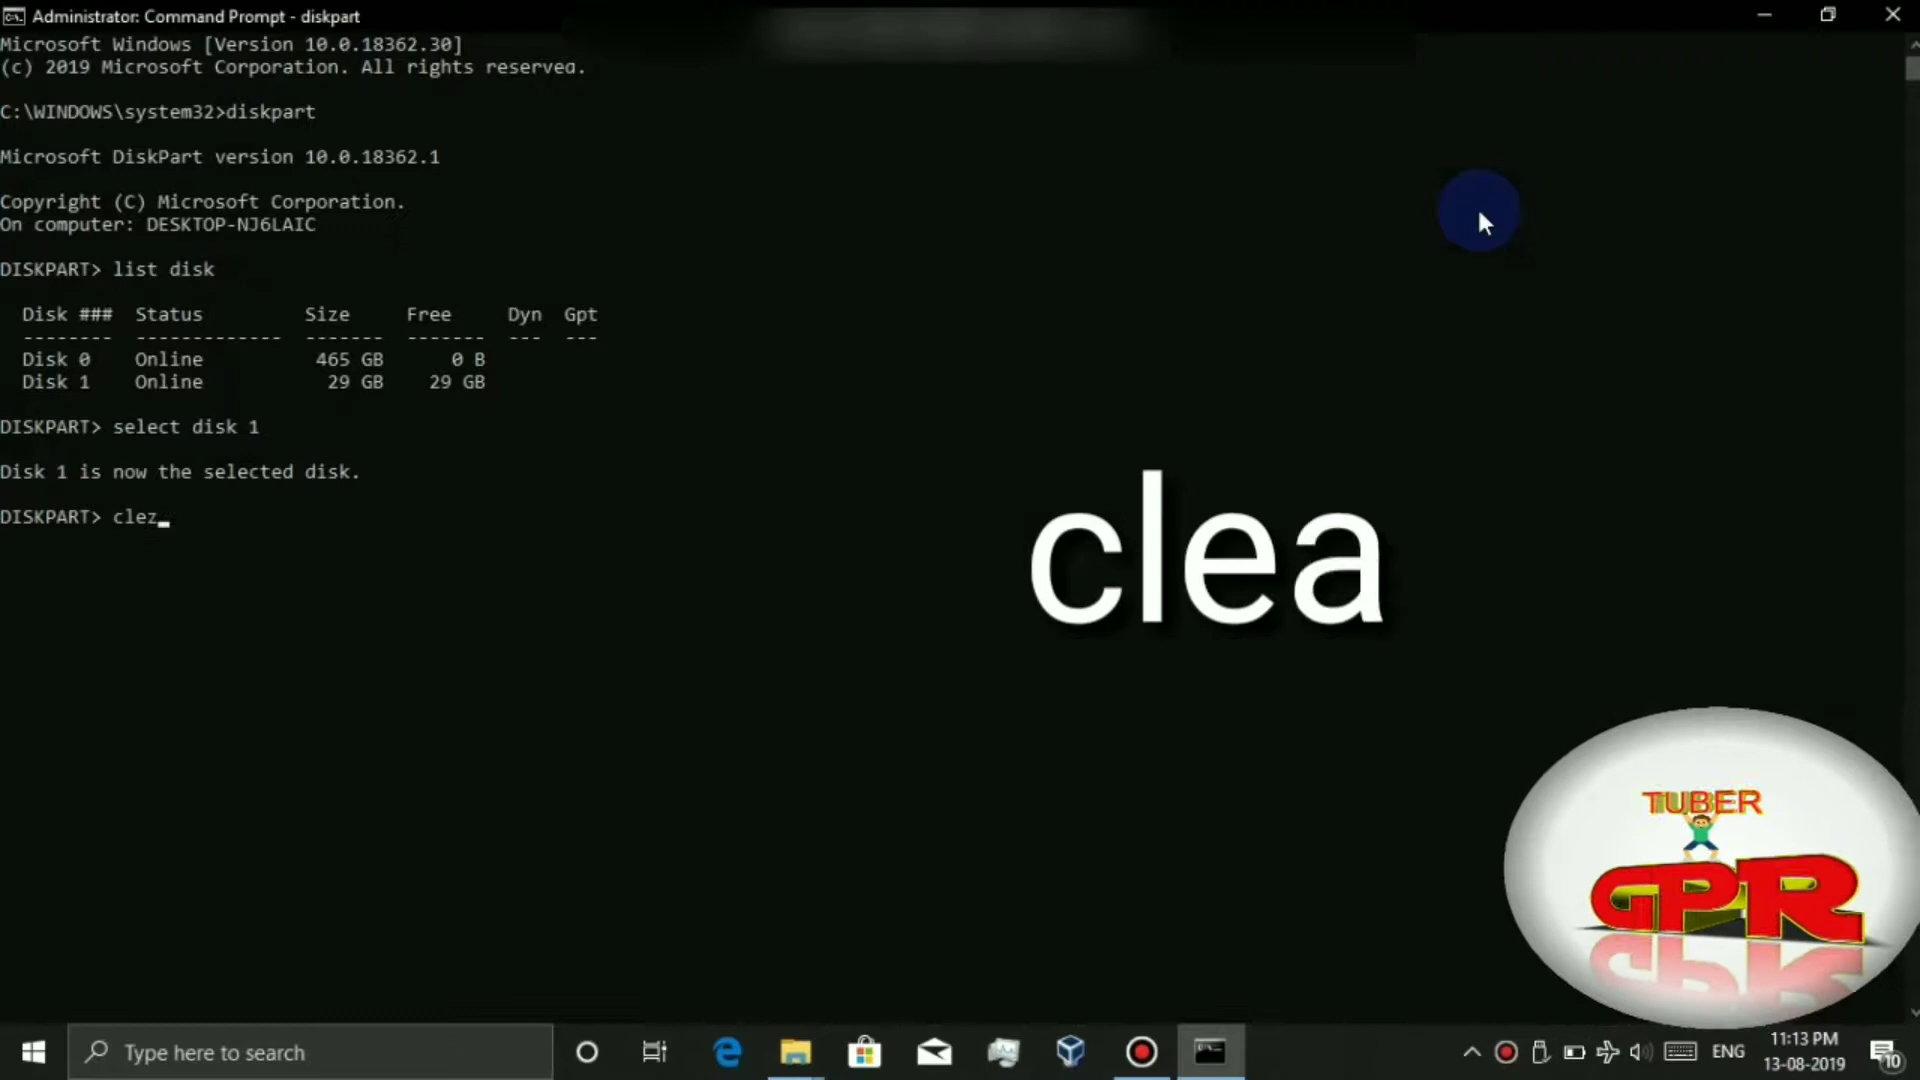 Administrator: Command Prompt - diskpart
Microsoft Windows [Version 10.0.18362.30]
(c) 2019 Microsoft Corporation. All rights reserved.
C:\WINDOWS\system32>diskpart
Microsoft DiskPart version 10.0.18362.1
Copyright (C) Microsoft Corporation.
On computer: DESKTOP-NJ6LAIC
DISKPART> list disk
Disk ### Status Size Free Dyn Gpt
-------- ------------- ------- ------- --- ---
Disk 0 Online 465 GB 0 B
Disk 1 Online 29 GB 29 GB
DISKPART> select disk 1
Disk 1 is now the selected disk.
DISKPART> clez_
clea
TUBER
GPR
Type here to search
ENG
11:13 PM
13-08-2019
10